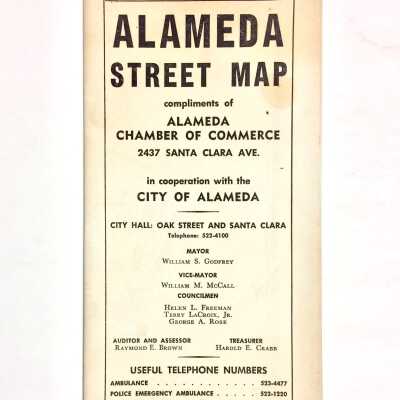 ALAMEDA
STREET MAP
compliments of
ALAMEDA
CHAMBER OF COMMERCE
2437 SANTA CLARA AVE.
in cooperation with the
CITY OF ALAMEDA
CITY HALL: OAK STREET AND SANTA CLARA
Telephone: 522-4100
MAYOR
WILLIAM S. GODFREY
VICE-MAYOR
WILLIAM M. MCCALL
COUNCILMEN
HELEN L. FREEMAN
TERRY LACROIX, JR.
GEORGE A. ROSE
AUDITOR AND ASSESSOR TREASURER
RAYMOND E. BROWN HAROLD E. CRABB
USEFUL TELEPHONE NUMBERS
AMBULANCE . . . . . . . . . . . . 523-4477
POLICE EMERGENCY AMBULANCE . . . . . 522-1220